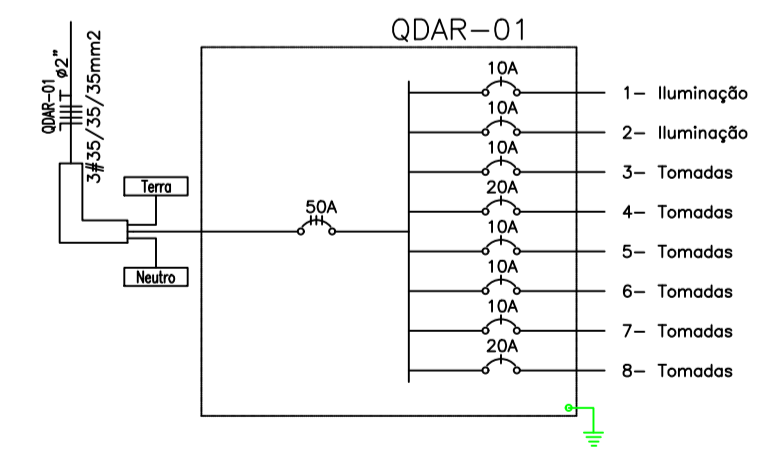 QDAR-01
QDAR-01 ø2"
3#35/35/35mm2
Terra
Neutro
50A
10A
1- Iluminação
10A
2- Iluminação
10A
3- Tomadas
20A
4- Tomadas
10A
5- Tomadas
10A
6- Tomadas
10A
7- Tomadas
20A
8- Tomadas